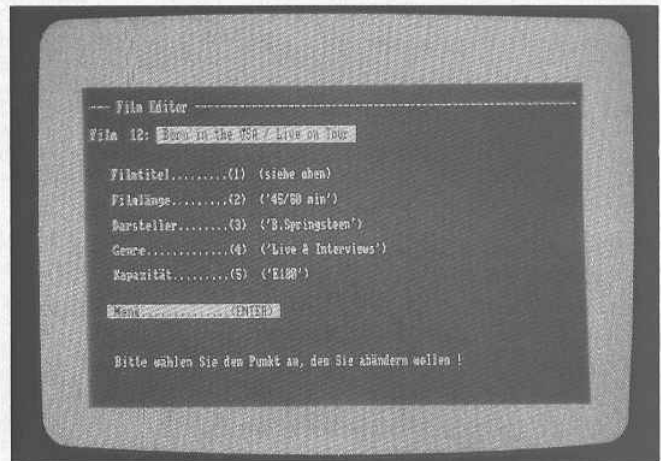 --- Film Editor ---
Film 12: Born in the USA / Live on Tour
Filmtitel.........(1) (siehe oben)
Filmlänge.........(2) ('45/60 min')
Darsteller........(3) ('B.Springsteen')
Genre.............(4) ('Live & Interviews')
Kapazität.........(5) ('E180')
Menü..............(ENTER)
Bitte wählen Sie den Punkt an, den Sie abändern wollen !